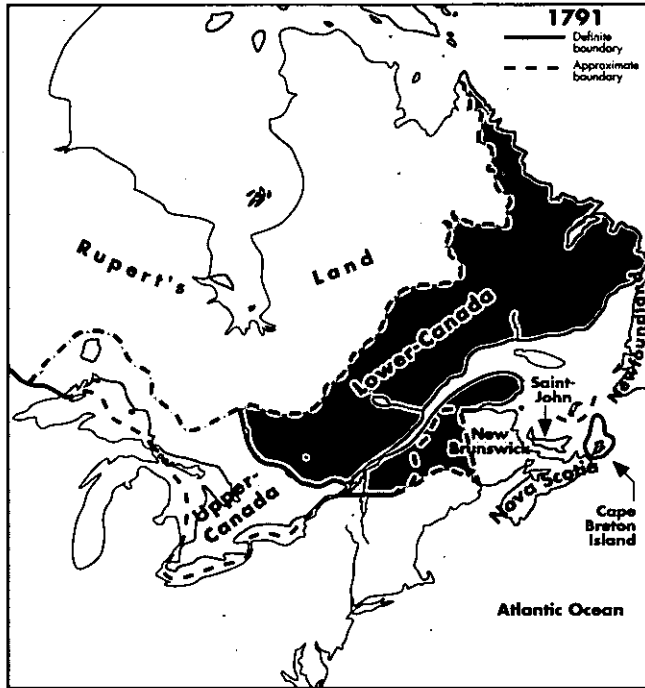 1791
Definite
boundary
Approximate
boundary
Rupert's Land
Lower-Canada
Newfoundland
Saint-
John
New
Brunswick
Upper-
Canada
Nova Scotia
Cape
Breton
Island
Atlantic Ocean